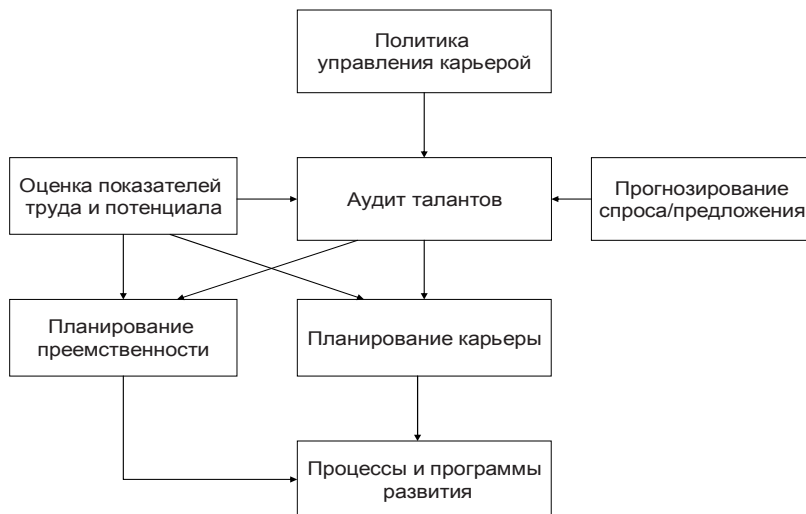 Политика
управления карьерой
Оценка показателей
труда и потенциала
Аудит талантов
Прогнозирование
спроса/предложения
Планирование
преемственности
Планирование карьеры
Процессы и программы
развития